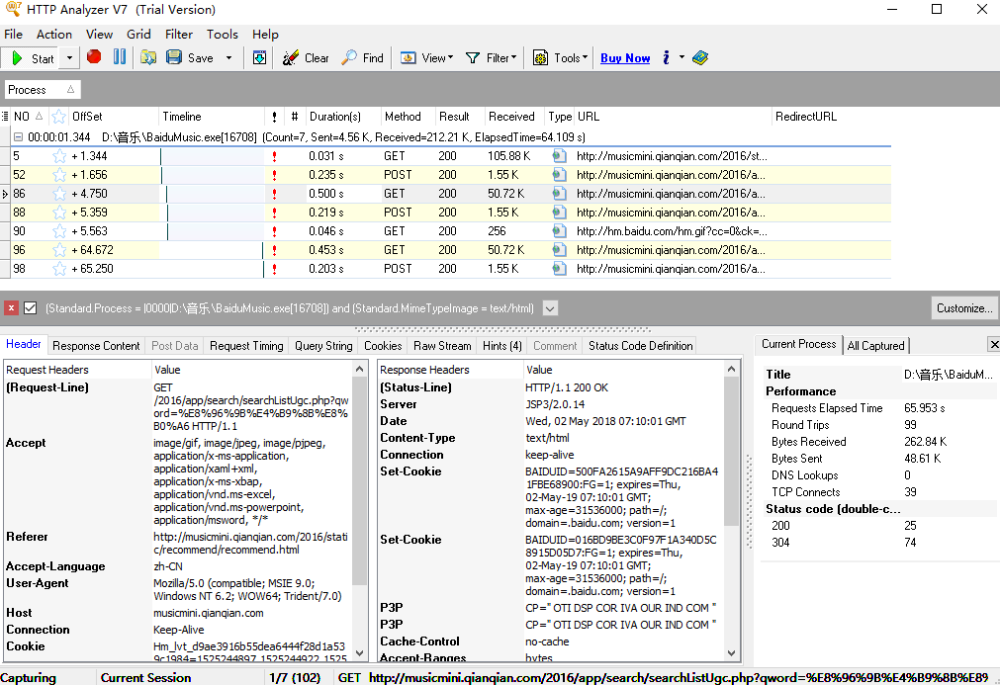 HTTP Analyzer V7 (Trial Version)
File Action View Grid Filter Tools Help
Start Save Clear Find View Filter Tools Buy Now
Process
NO OffSet Timeline ! # Duration(s) Method Result Received Type URL RedirectURL
00:00:01.344 D:\音乐\BaiduMusic.exe[16708] (Count=7, Sent=4.56 K, Received=212.21 K, ElapsedTime=64.109 s)
5 + 1.344 ! 0.031 s GET 200 105.88 K http://musicmini.qianqian.com/2016/st...
52 + 1.656 ! 0.235 s POST 200 1.55 K http://musicmini.qianqian.com/2016/a...
86 + 4.750 ! 0.500 s GET 200 50.72 K http://musicmini.qianqian.com/2016/a...
88 + 5.359 ! 0.219 s POST 200 1.55 K http://musicmini.qianqian.com/2016/a...
90 + 5.563 ! 0.046 s GET 200 256 http://hm.baidu.com/hm.gif?cc=0&ck=...
96 + 64.672 ! 0.453 s GET 200 50.72 K http://musicmini.qianqian.com/2016/a...
98 + 65.250 ! 0.203 s POST 200 1.55 K http://musicmini.qianqian.com/2016/a...
(Standard.Process = |0000|D:\音乐\BaiduMusic.exe[16708]) and (Standard.MimeTypeImage = text/html)
Customize...
Header Response Content Post Data Request Timing Query String Cookies Raw Stream Hints (4) Comment Status Code Definition
Request Headers Value
(Request-Line) GET
/2016/app/search/searchListUgc.php?qw
ord=%E8%96%9B%E4%B9%8B%E8%
B0%A6 HTTP/1.1
Accept image/gif, image/jpeg, image/pjpeg,
application/x-ms-application,
application/xaml+xml,
application/x-ms-xbap,
application/vnd.ms-excel,
application/vnd.ms-powerpoint,
application/msword, */*
Referer http://musicmini.qianqian.com/2016/stati
c/recommend/recommend.html
Accept-Language zh-CN
User-Agent Mozilla/5.0 (compatible; MSIE 9.0;
Windows NT 6.2; WOW64; Trident/7.0)
Host musicmini.qianqian.com
Connection Keep-Alive
Cookie Hm_lvt_d9ae3916b55dea6444f28d1a53
9c1984=1525244897,1525244922,1525
Response Headers Value
(Status-Line) HTTP/1.1 200 OK
Server JSP3/2.0.14
Date Wed, 02 May 2018 07:10:01 GMT
Content-Type text/html
Connection keep-alive
Set-Cookie BAIDUID=500FA2615A9AFF9DC216BA4
1FBE68900:FG=1; expires=Thu,
02-May-19 07:10:01 GMT;
max-age=31536000; path=/;
domain=.baidu.com; version=1
Set-Cookie BAIDUID=016BD9BE3C0F97F1A340D5C
8915D05D7:FG=1; expires=Thu,
02-May-19 07:10:01 GMT;
max-age=31536000; path=/;
domain=.baidu.com; version=1
P3P CP=" OTI DSP COR IVA OUR IND COM "
P3P CP=" OTI DSP COR IVA OUR IND COM "
Cache-Control no-cache
Accept-Ranges bytes
Current Process All Captured
Title D:\音乐\BaiduM...
Performance
Requests Elapsed Time 65.953 s
Round Trips 99
Bytes Received 262.84 K
Bytes Sent 48.61 K
DNS Lookups 0
TCP Connects 39
Status code (double-c...
200 25
304 74
Capturing Current Session 1/7 (102) GET http://musicmini.qianqian.com/2016/app/search/searchListUgc.php?qword=%E8%96%9B%E4%B9%8B%E89